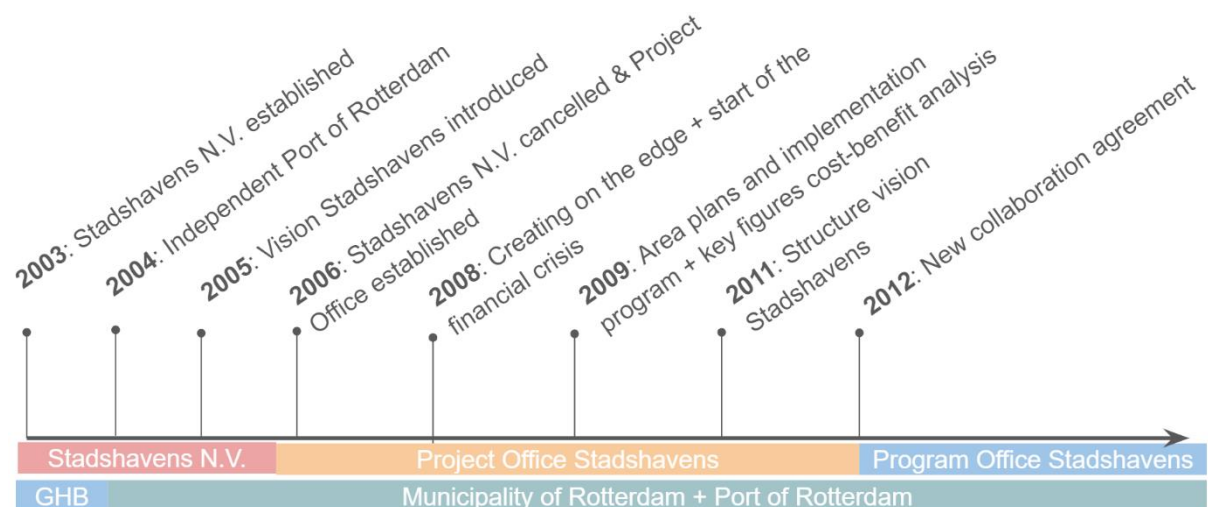 2003: Stadshavens N.V. established
2004: Independent Port of Rotterdam
2005: Vision Stadshavens introduced
2006: Stadshavens N.V. cancelled & Project
Office established
2008: Creating on the edge + start of the
financial crisis
2009: Area plans and implementation
program + key figures cost-benefit analysis
2011: Structure vision
Stadshavens
2012: New collaboration agreement
Stadshavens N.V.
Project Office Stadshavens
Program Office Stadshavens
GHB
Municipality of Rotterdam + Port of Rotterdam